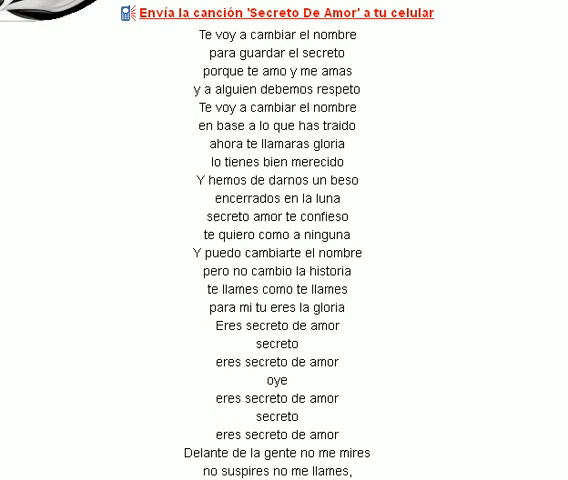 Envía la canción 'Secreto De Amor' a tu celular
Te voy a cambiar el nombre
para guardar el secreto
porque te amo y me amas
y a alguien debemos respeto
Te voy a cambiar el nombre
en base a lo que has traido
ahora te llamaras gloria
lo tienes bien merecido
Y hemos de darnos un beso
encerrados en la luna
secreto amor te confieso
te quiero como a ninguna
Y puedo cambiarte el nombre
pero no cambio la historia
te llames como te llames
para mi tu eres la gloria
Eres secreto de amor
secreto
eres secreto de amor
oye
eres secreto de amor
secreto
eres secreto de amor
Delante de la gente no me mires
no suspires no me llames,